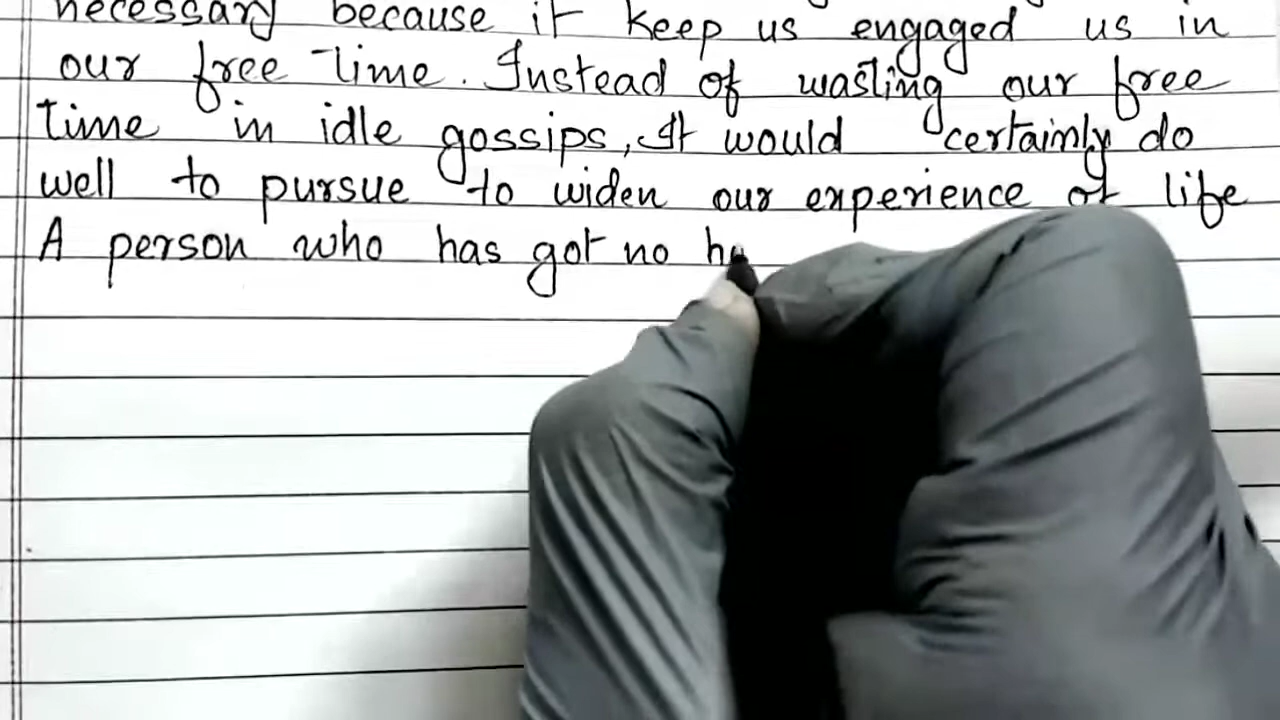 necessary because it keep us engaged us in
our free time. Instead of wasting our free
time in idle gossips, It would certainly do
well to pursue to widen our experience of life
A person who has got no